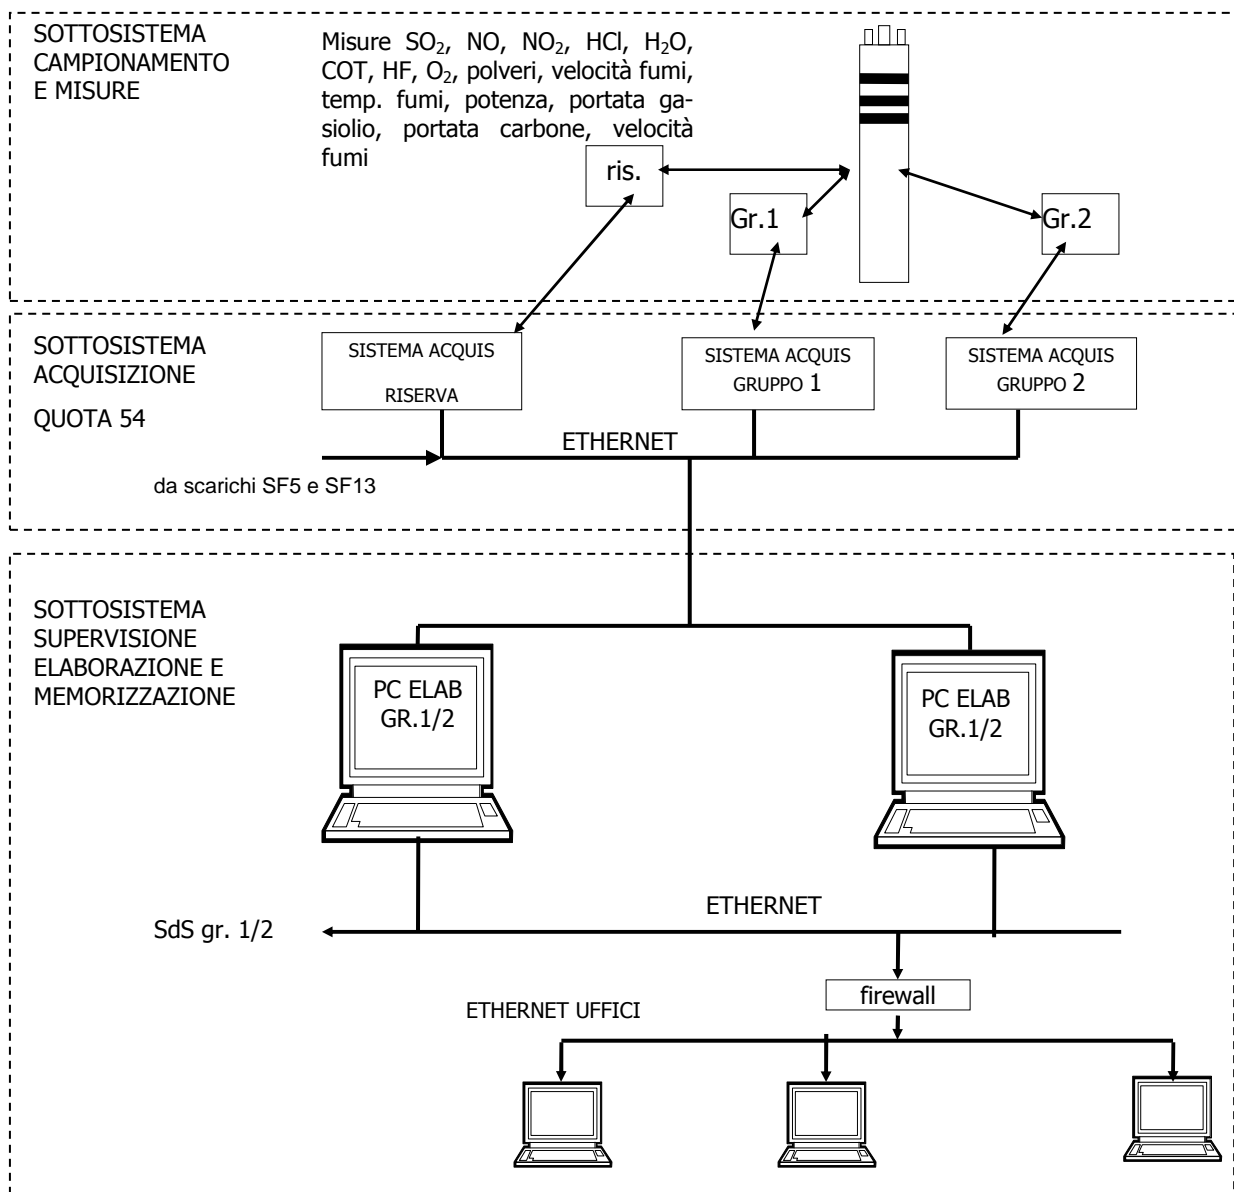 SOTTOSISTEMA
CAMPIONAMENTO
E MISURE
Misure SO₂, NO, NO₂, HCl, H₂O,
COT, HF, O₂, polveri, velocità fumi,
temp. fumi, potenza, portata ga-
siolio, portata carbone, velocità
fumi
ris.
Gr.1
Gr.2
SOTTOSISTEMA
ACQUISIZIONE
QUOTA 54
SISTEMA ACQUIS
RISERVA
SISTEMA ACQUIS
GRUPPO 1
SISTEMA ACQUIS
GRUPPO 2
ETHERNET
da scarichi SF5 e SF13
SOTTOSISTEMA
SUPERVISIONE
ELABORAZIONE E
MEMORIZZAZIONE
PC ELAB
GR.1/2
PC ELAB
GR.1/2
ETHERNET
SdS gr. 1/2
firewall
ETHERNET UFFICI